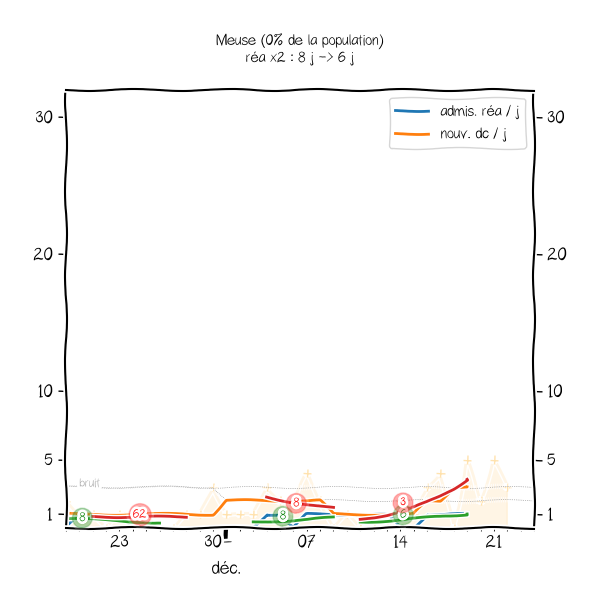 Meuse (0% de la population)
réa x2 : 8 j -> 6 j
admis. réa / j
nouv. dc / j
30 30
20 20
10 10
5 5
bruit
1 1
8 62 8 8 3 6
23 30 07 14 21
déc.